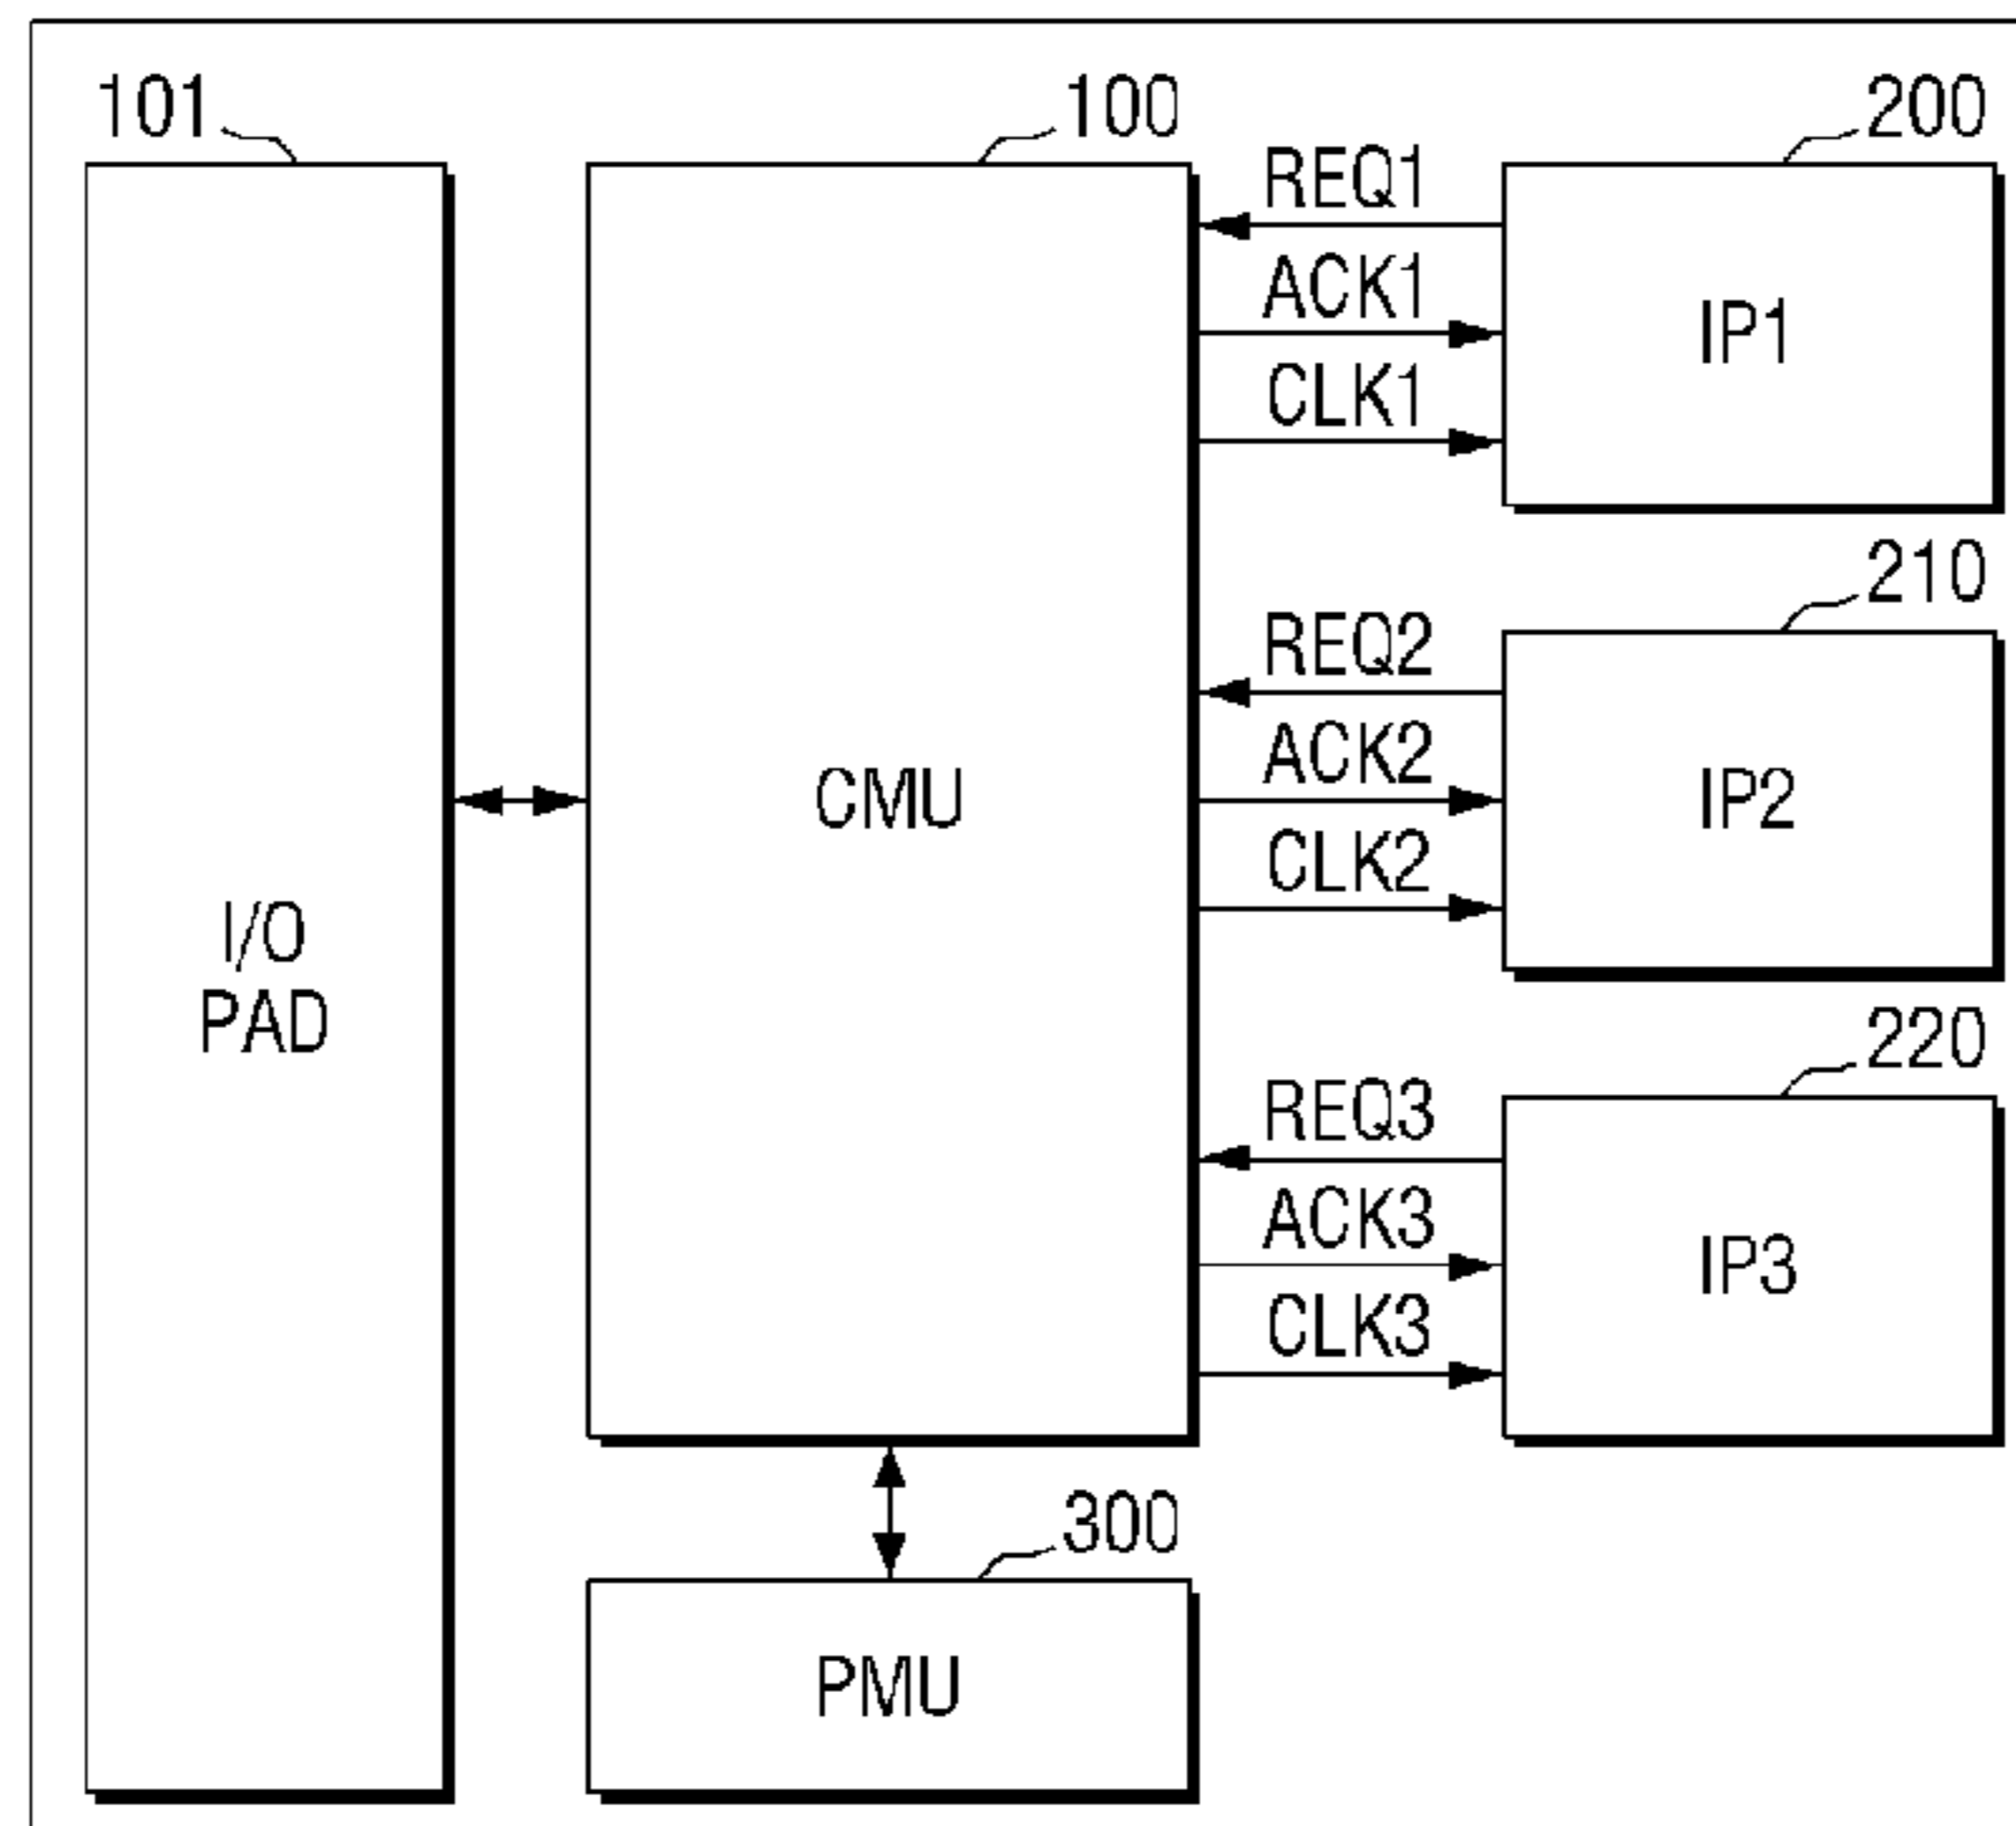 101
100
200
REQ1
ACK1
CLK1
IP1
210
REQ2
ACK2
CLK2
IP2
CMU
I/O
PAD
220
REQ3
ACK3
CLK3
IP3
300
PMU